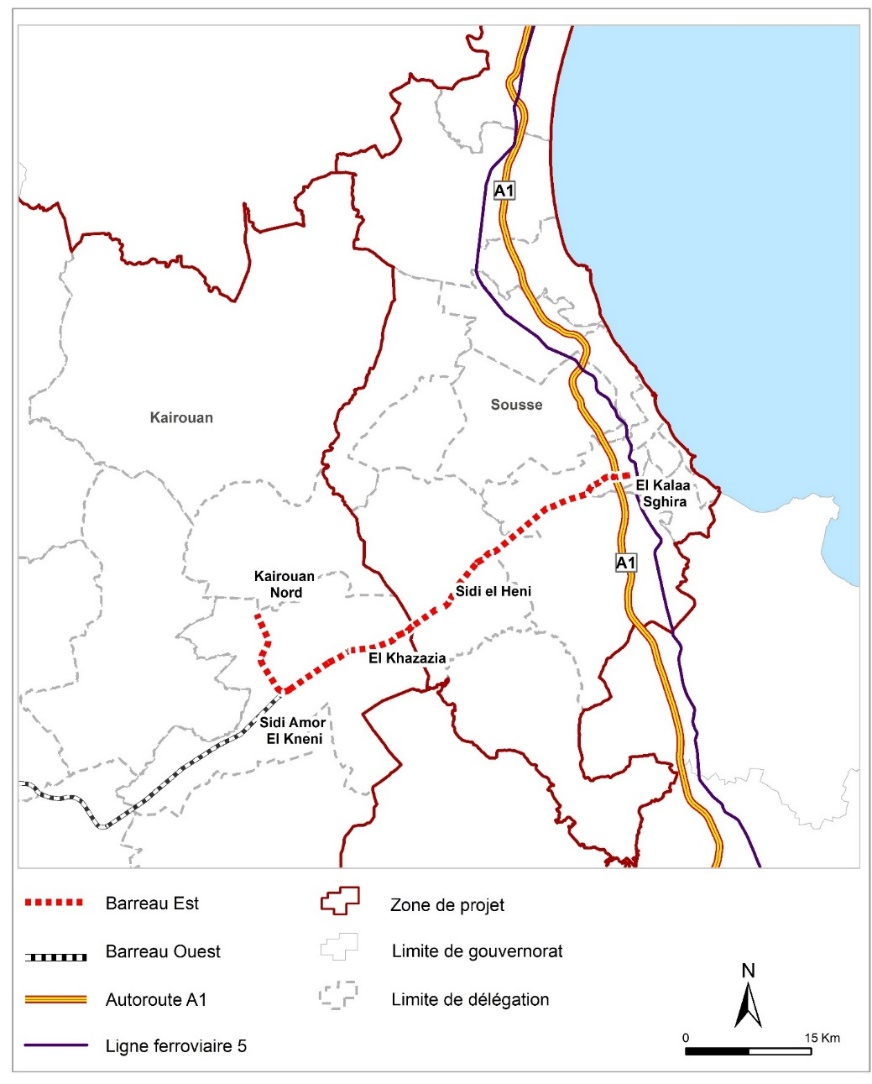 A1
Kairouan
Sousse
El Kalaa
Sghira
A1
Kairouan
Nord
Sidi el Heni
El Khazazia
Sidi Amor
El Kneni
Barreau Est
Zone de projet
Barreau Ouest
Limite de gouvernorat
Autoroute A1
Limite de délégation
Ligne ferroviaire 5
N
0 15 Km